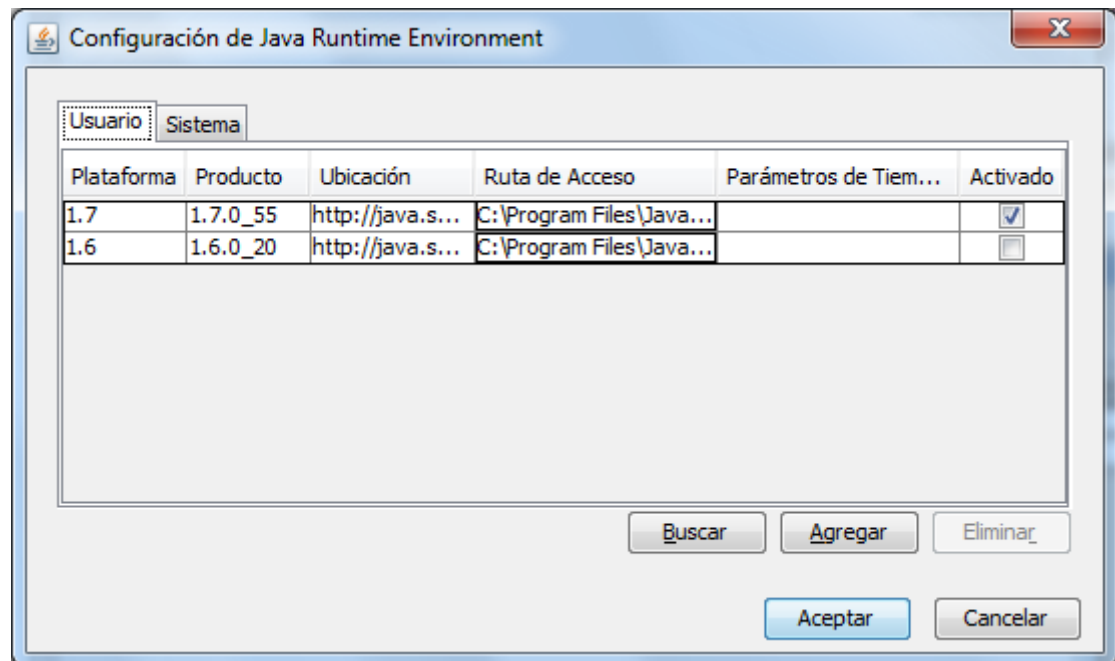 Configuración de Java Runtime Environment
Usuario Sistema
Plataforma Producto Ubicación Ruta de Acceso Parámetros de Tiem... Activado
1.7 1.7.0_55 http://java.s... C:\Program Files\Java...
1.6 1.6.0_20 http://java.s... C:\Program Files\Java...
Buscar Agregar Eliminar
Aceptar Cancelar